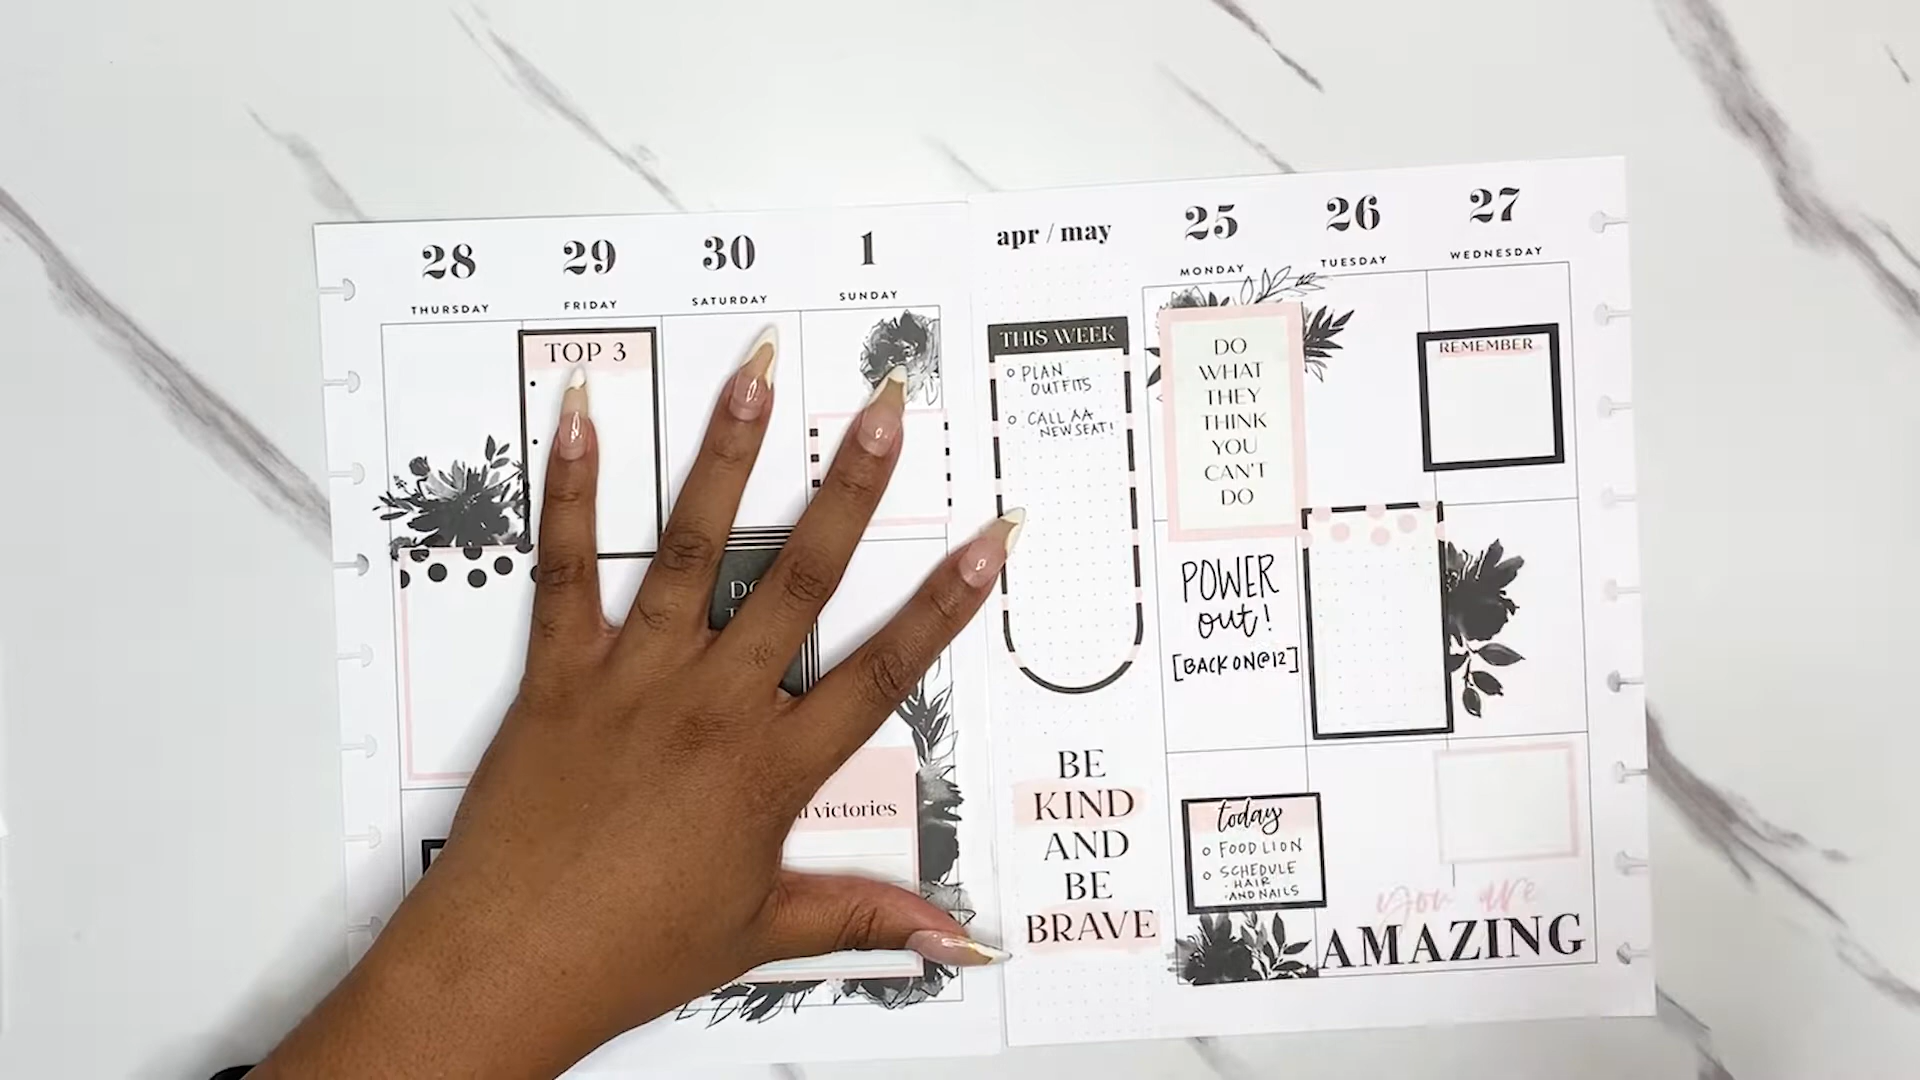 28
THURSDAY
29
FRIDAY
30
SATURDAY
1
SUNDAY
TOP 3
victories
apr / may
THIS WEEK
PLAN
OUTFITS
CALL AA
NEW SEAT!
BE
KIND
AND
BE
BRAVE
25
MONDAY
26
TUESDAY
27
WEDNESDAY
DO
WHAT
THEY
THINK
YOU
CAN'T
DO
POWER
out!
[BACK ON@12]
today
FOOD LION
SCHEDULE
· HAIR
· AND NAILS
REMEMBER
you are
AMAZING